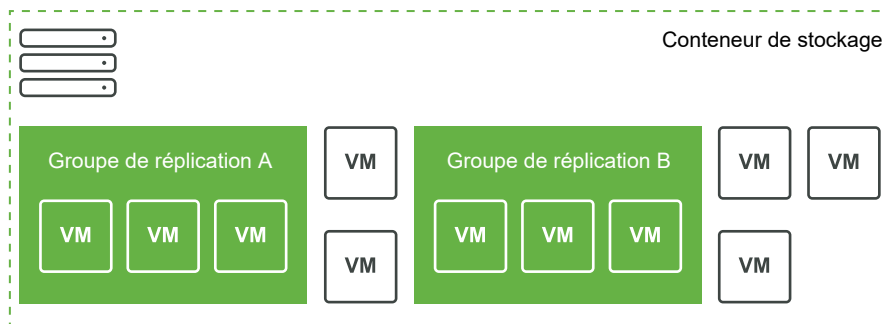 Conteneur de stockage
Groupe de réplication A
VM VM VM
VM
VM
Groupe de réplication B
VM VM VM
VM VM
VM